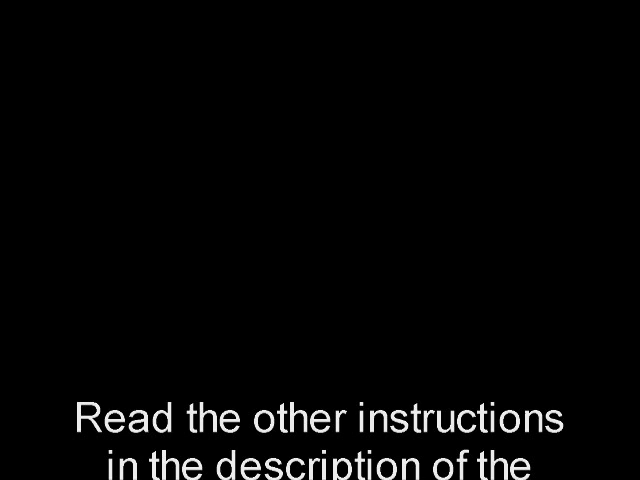 Read the other instructions
in the description of the